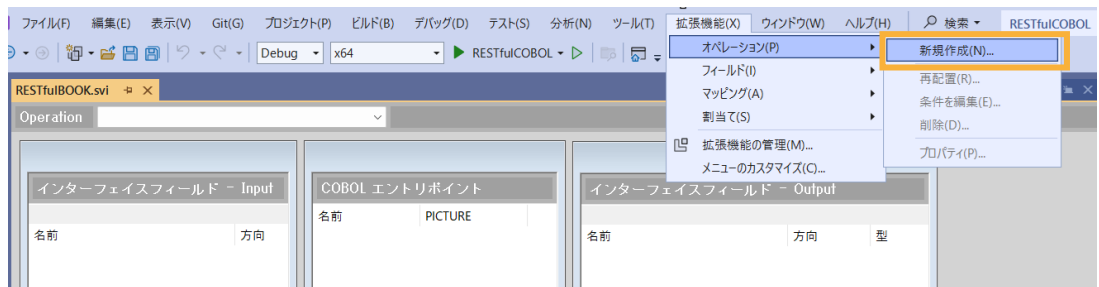 ファイル(F) 編集(E) 表示(V) Git(G) プロジェクト(P) ビルド(B) デバッグ(D) テスト(S) 分析(N) ツール(T) 拡張機能(X) ウィンドウ(W) ヘルプ(H) 検索 RESTfulCOBOL
Debug x64 RESTfulCOBOL
オペレーション(P)
フィールド(I)
マッピング(A)
割当て(S)
拡張機能の管理(M)...
メニューのカスタマイズ(C)...
新規作成(N)...
再配置(R)...
条件を編集(E)...
削除(D)...
プロパティ(P)...
RESTfulBOOK.svi
Operation
インターフェイスフィールド - Input
名前 方向
COBOL エントリポイント
名前 PICTURE
インターフェイスフィールド - Output
名前 方向 型